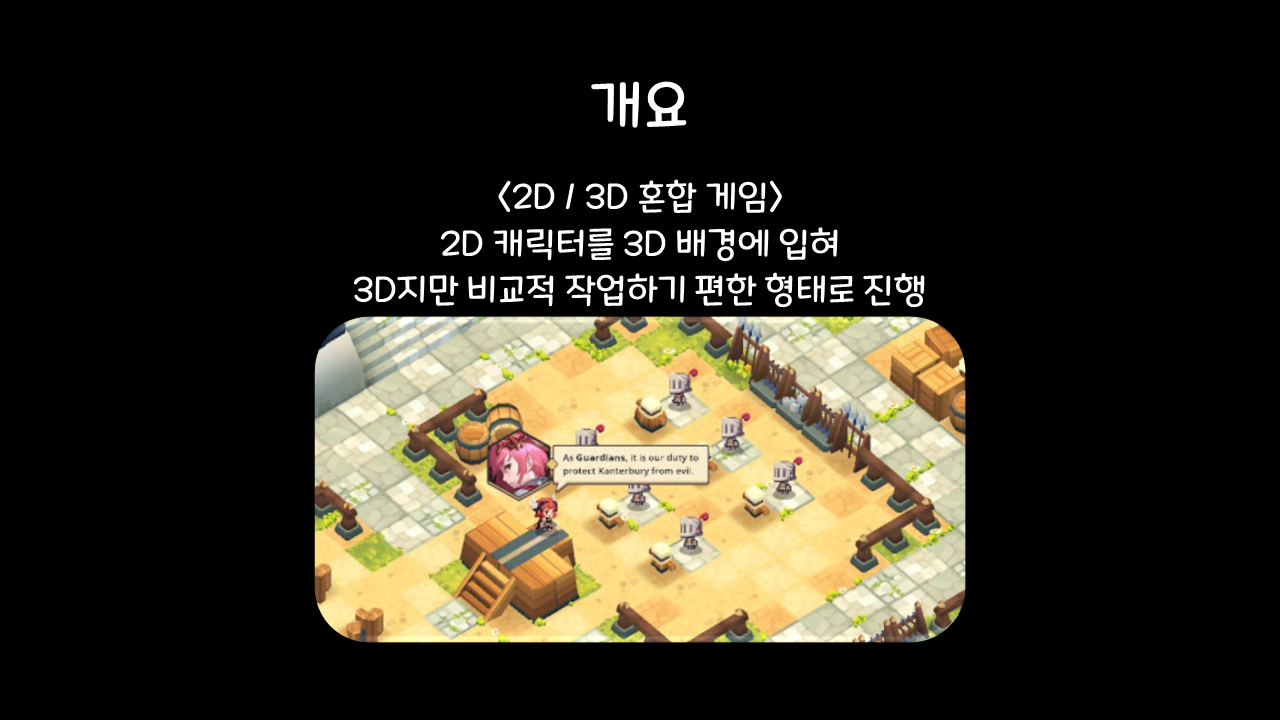 개요
〈2D / 3D 혼합 게임〉
2D 캐릭터를 3D 배경에 입혀
3D지만 비교적 작업하기 편한 형태로 진행
As Guardians, it is our duty to
protect Kanterbury from evil.